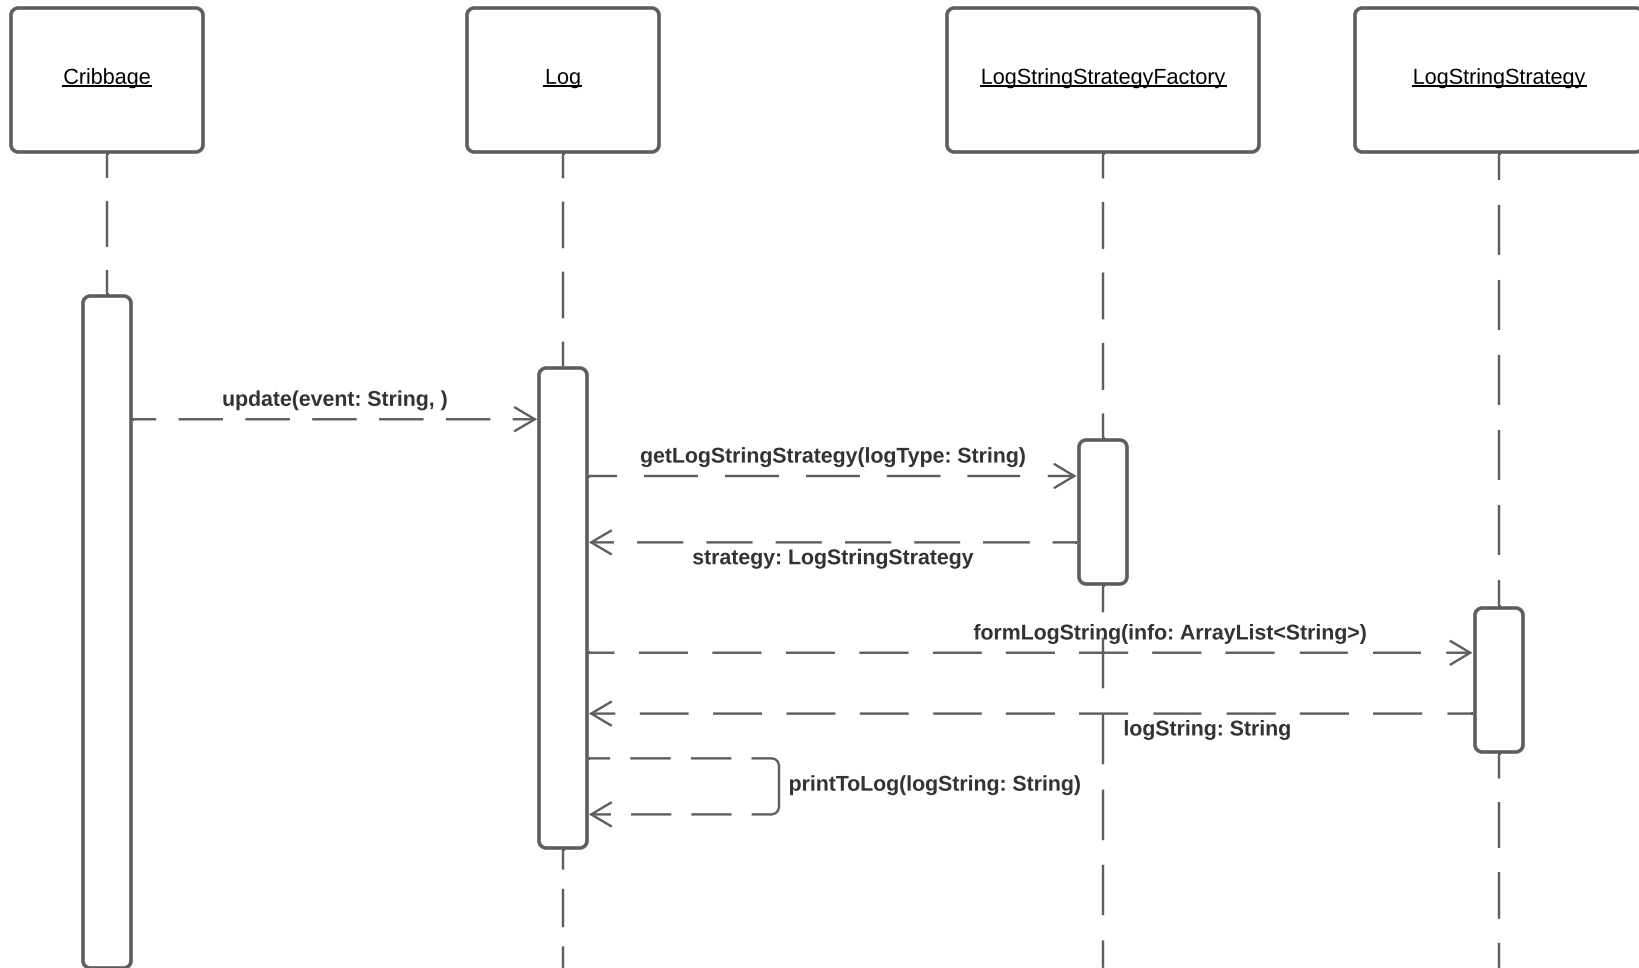 Cribbage
Log
LogStringStrategyFactory
LogStringStrategy
update(event: String, )
getLogStringStrategy(logType: String)
strategy: LogStringStrategy
formLogString(info: ArrayList<String>)
logString: String
printToLog(logString: String)